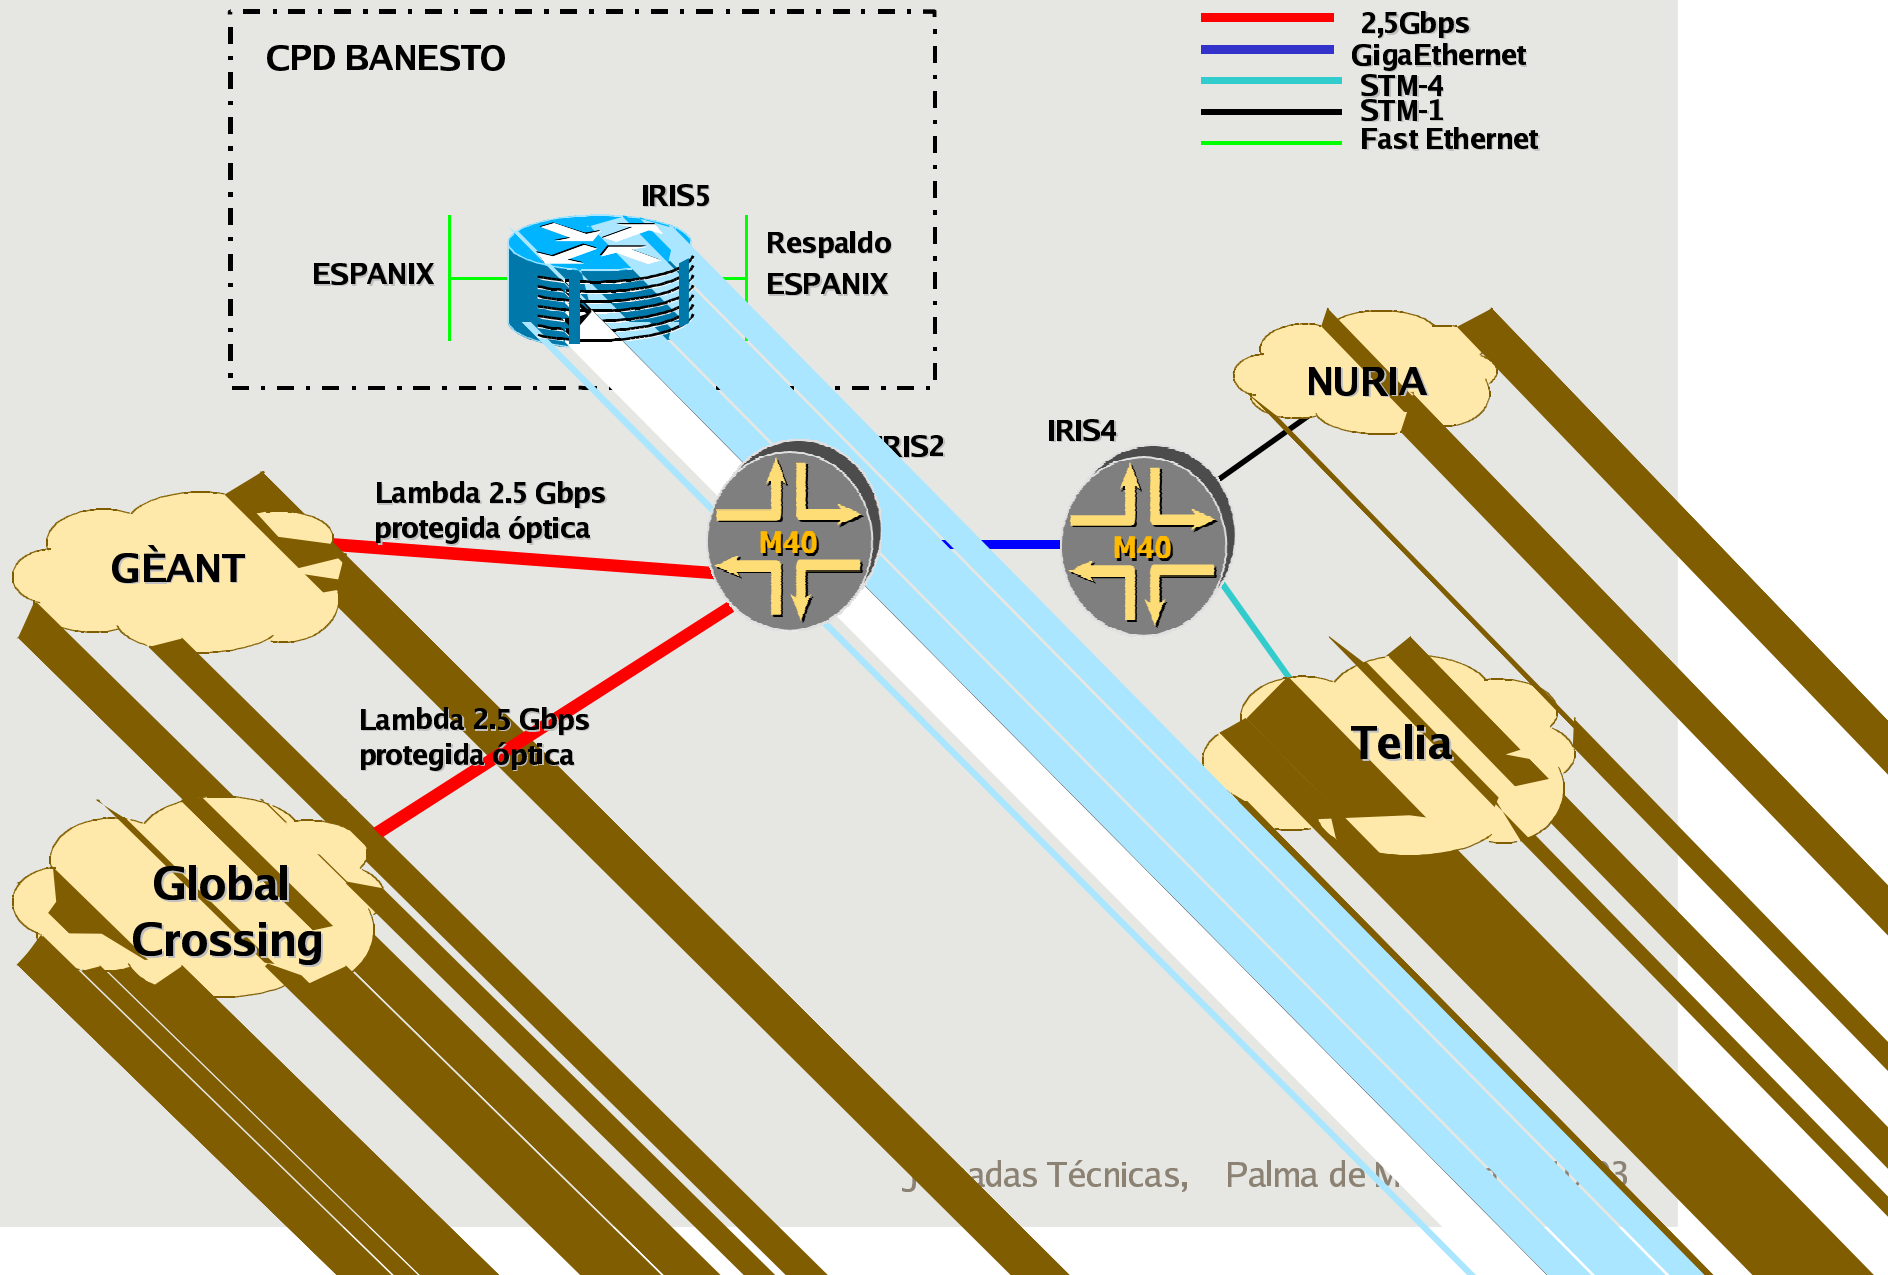 CPD BANESTO
2,5Gbps
GigaEthernet
STM-4
STM-1
Fast Ethernet
IRIS5
ESPANIX
Respaldo
ESPANIX
NURIA
IRIS4
Lambda 2.5 Gbps
protegida óptica
M40
M40
GÈANT
Lambda 2.5 Gbps
protegida óptica
Telia
Global
Crossing
Técnicas, Palma de